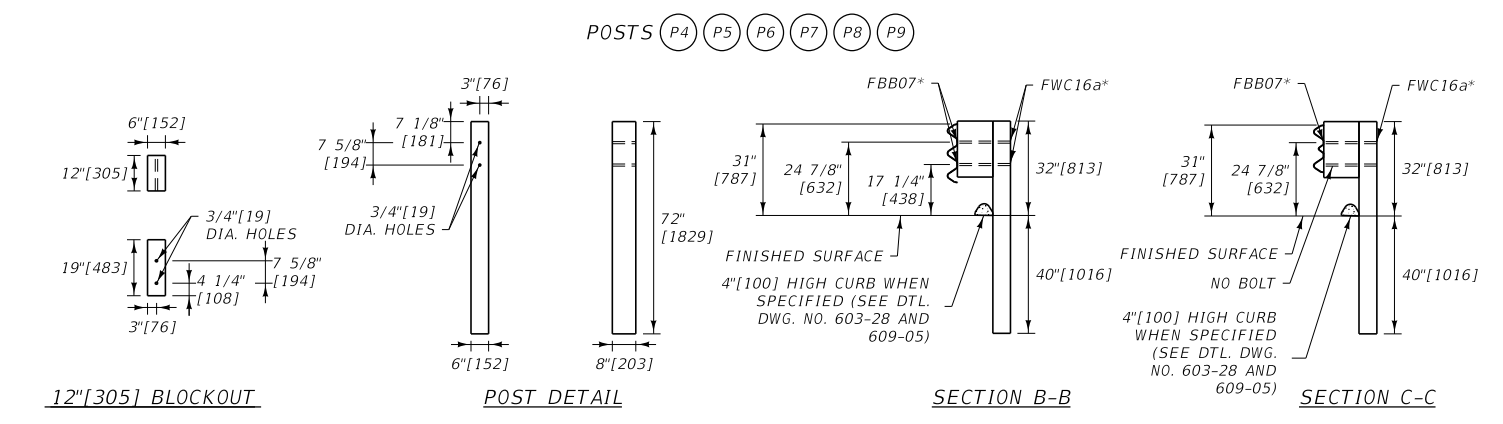 POSTS P4 P5 P6 P7 P8 P9
6"[152]
12"[305]
3/4"[19]
DIA. HOLES
19"[483]
7 5/8"
[194]
4 1/4"
[108]
3"[76]
12"[305] BLOCKOUT
3"[76]
7 1/8"
[181]
7 5/8"
[194]
3/4"[19]
DIA. HOLES
72"
[1829]
6"[152]
8"[203]
POST DETAIL
FBB07*
FWC16a*
31"
[787]
24 7/8"
[632]
17 1/4"
[438]
32"[813]
FINISHED SURFACE
40"[1016]
4"[100] HIGH CURB WHEN
SPECIFIED (SEE DTL.
DWG. NO. 603-28 AND
609-05)
SECTION B-B
FBB07*
FWC16a*
31"
[787]
24 7/8"
[632]
32"[813]
FINISHED SURFACE
NO BOLT
40"[1016]
4"[100] HIGH CURB
WHEN SPECIFIED
(SEE DTL. DWG.
NO. 603-28 AND
609-05)
SECTION C-C